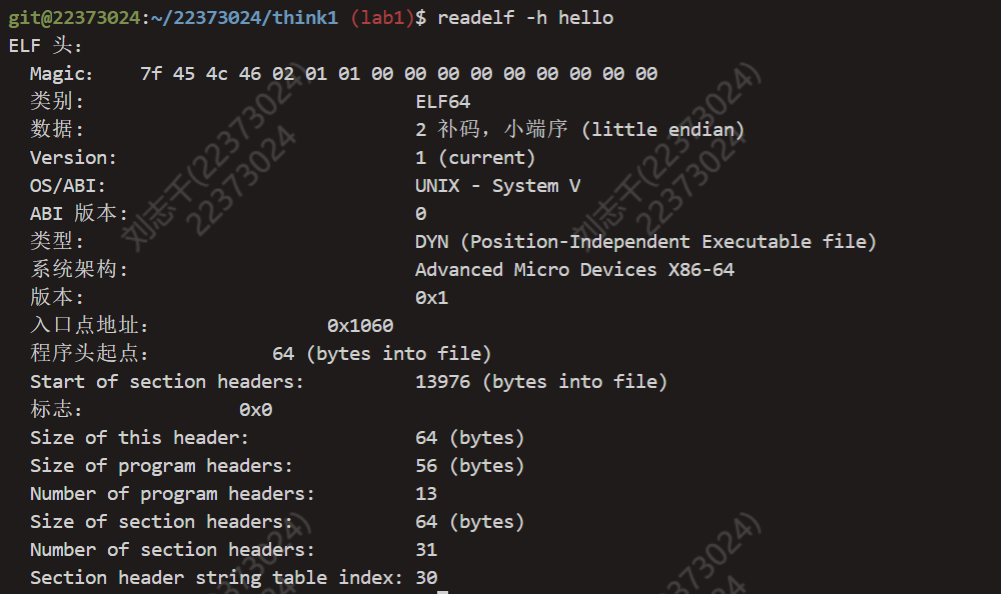 git@22373024:~/22373024/think1 (lab1)$ readelf -h hello
ELF 头：
Magic: 7f 45 4c 46 02 01 01 00 00 00 00 00 00 00 00 00
类别: ELF64
数据: 2 补码，小端序 (little endian)
Version: 1 (current)
OS/ABI: UNIX - System V
ABI 版本: 0
类型: DYN (Position-Independent Executable file)
系统架构: Advanced Micro Devices X86-64
版本: 0x1
入口点地址： 0x1060
程序头起点： 64 (bytes into file)
Start of section headers: 13976 (bytes into file)
标志： 0x0
Size of this header: 64 (bytes)
Size of program headers: 56 (bytes)
Number of program headers: 13
Size of section headers: 64 (bytes)
Number of section headers: 31
Section header string table index: 30
刘志千(22373024)
22373024
刘志千(22373024)
22373024